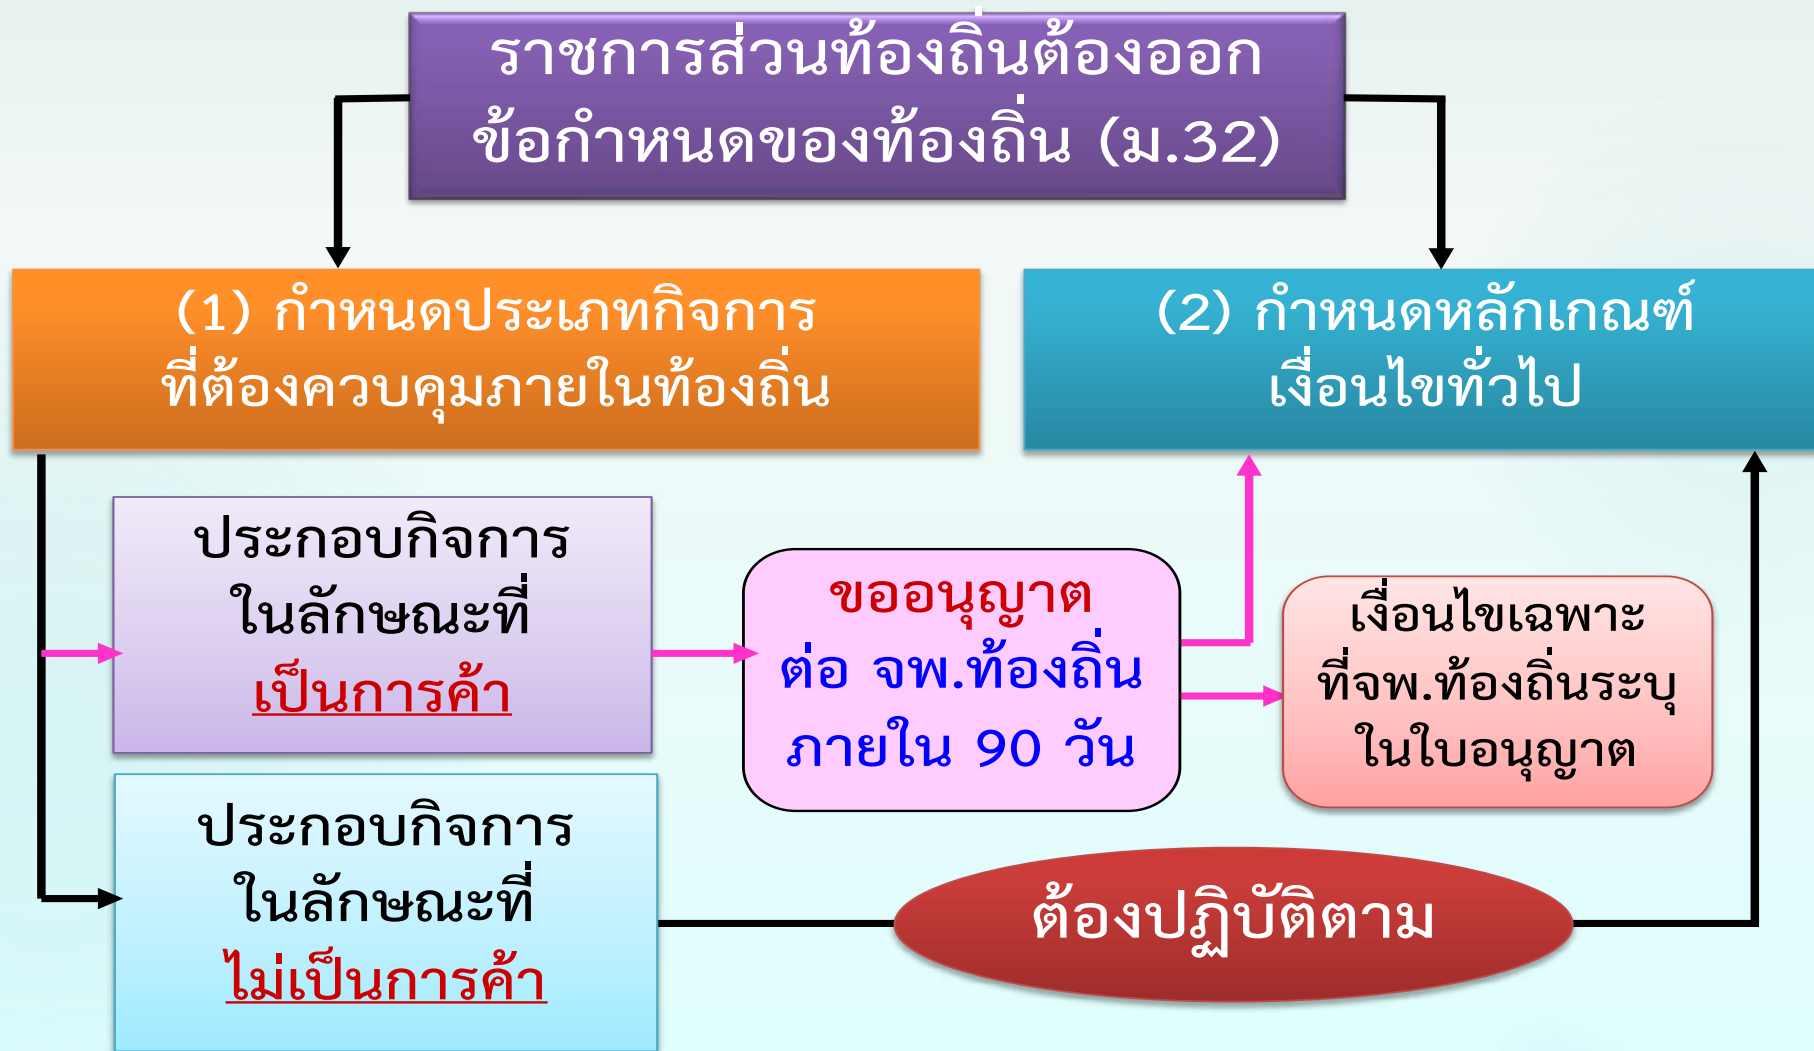 ราชการส่วนท้องถิ่นต้องออก
ข้อกำหนดของท้องถิ่น (ม.32)
(1) กำหนดประเภทกิจการ
ที่ต้องควบคุมภายในท้องถิ่น
(2) กำหนดหลักเกณฑ์
เงื่อนไขทั่วไป
ประกอบกิจการ
ในลักษณะที่
เป็นการค้า
ขออนุญาต
ต่อ จพ.ท้องถิ่น
ภายใน 90 วัน
เงื่อนไขเฉพาะ
ที่จพ.ท้องถิ่นระบุ
ในใบอนุญาต
ประกอบกิจการ
ในลักษณะที่
ไม่เป็นการค้า
ต้องปฏิบัติตาม